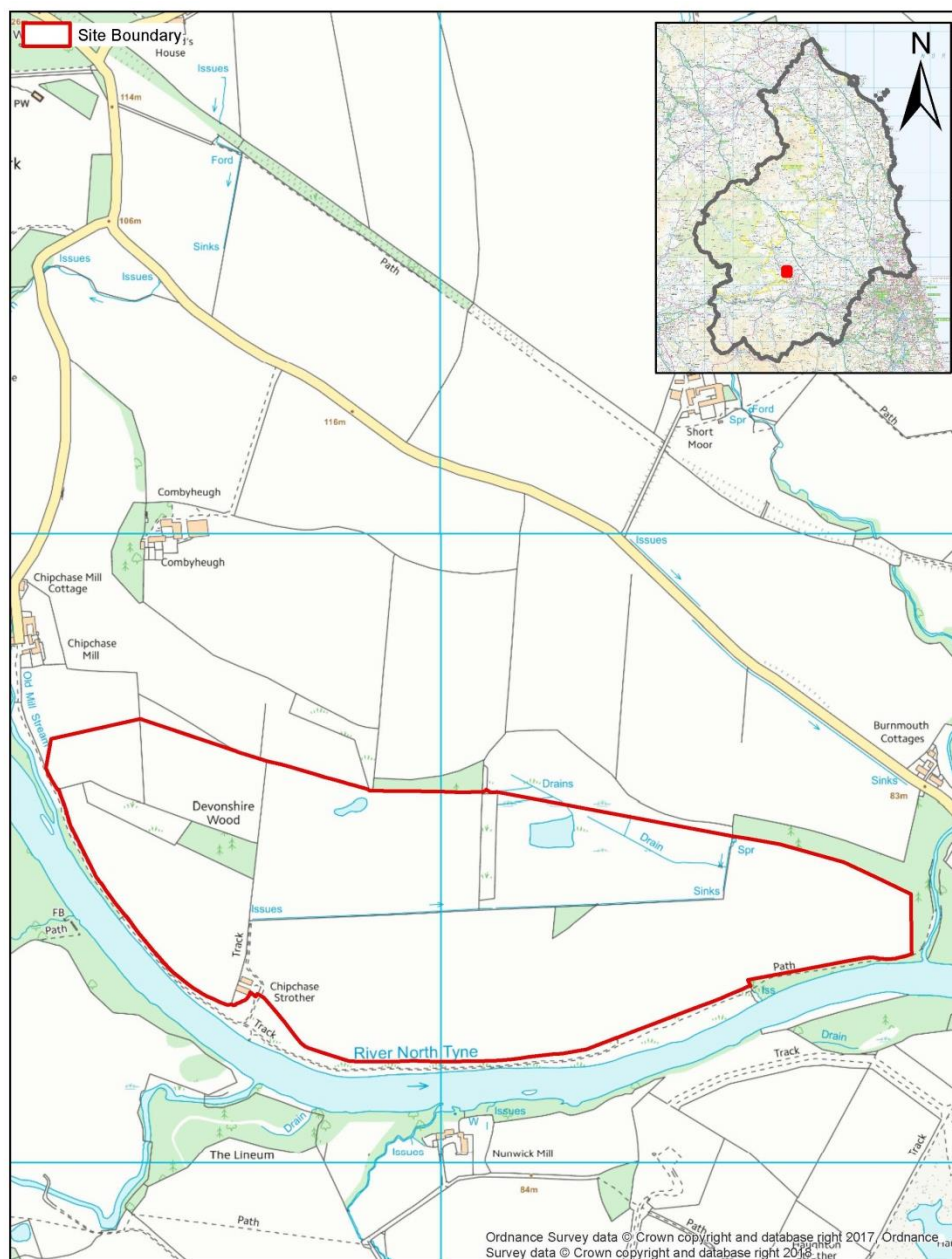 Site Boundary
N
26
W
's
House
Issues
114m
PW
Ford
rk
Sinks
106m
Issues
Issues
Path
116m
Short
Moor
Spr
Ford
Path
Combyheugh
Combyheugh
Issues
Chipchase Mill
Cottage
Chipchase
Mill
Old Mill Stream
Burnmouth
Cottages
Sinks
83m
Drains
Devonshire
Wood
Drain
Spr
Sinks
Issues
FB
Path
Track
Path
Chipchase
Strother
Iss
Track
River North Tyne
Drain
Track
Issues
W
Drain
The Lineum
Issues
Nunwick Mill
84m
Track
Path
Path
Ordnance Survey data © Crown copyright and database right 2017, Ordnance
Survey data © Crown copyright and database right 2018